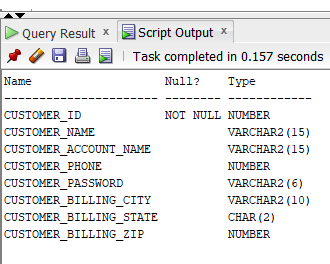 Query Result x Script Output x
Task completed in 0.157 seconds
Name                   Null?    Type
---------------------- -------- ------------
CUSTOMER_ID            NOT NULL NUMBER
CUSTOMER_NAME                   VARCHAR2(15)
CUSTOMER_ACCOUNT_NAME           VARCHAR2(15)
CUSTOMER_PHONE                  NUMBER
CUSTOMER_PASSWORD               VARCHAR2(6)
CUSTOMER_BILLING_CITY           VARCHAR2(10)
CUSTOMER_BILLING_STATE          CHAR(2)
CUSTOMER_BILLING_ZIP            NUMBER